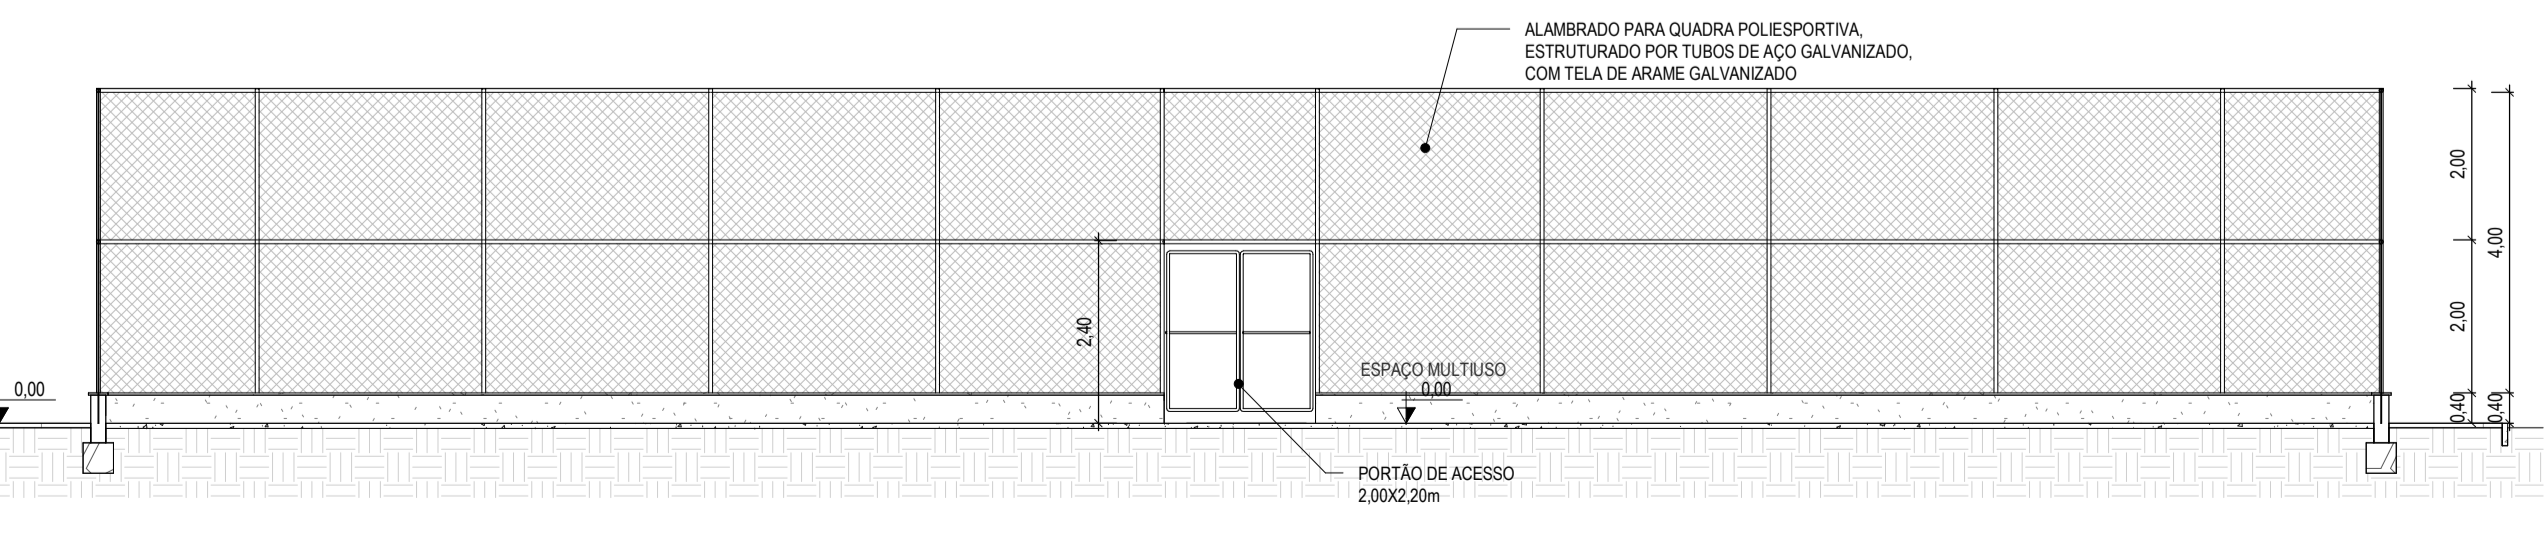 ALAMBRADO PARA QUADRA POLIESPORTIVA,
ESTRUTURADO POR TUBOS DE AÇO GALVANIZADO,
COM TELA DE ARAME GALVANIZADO
2,00
4,00
2,00
2,40
ESPAÇO MULTIUSO
0,00
0,00
0,40
0,40
PORTÃO DE ACESSO
2,00X2,20m